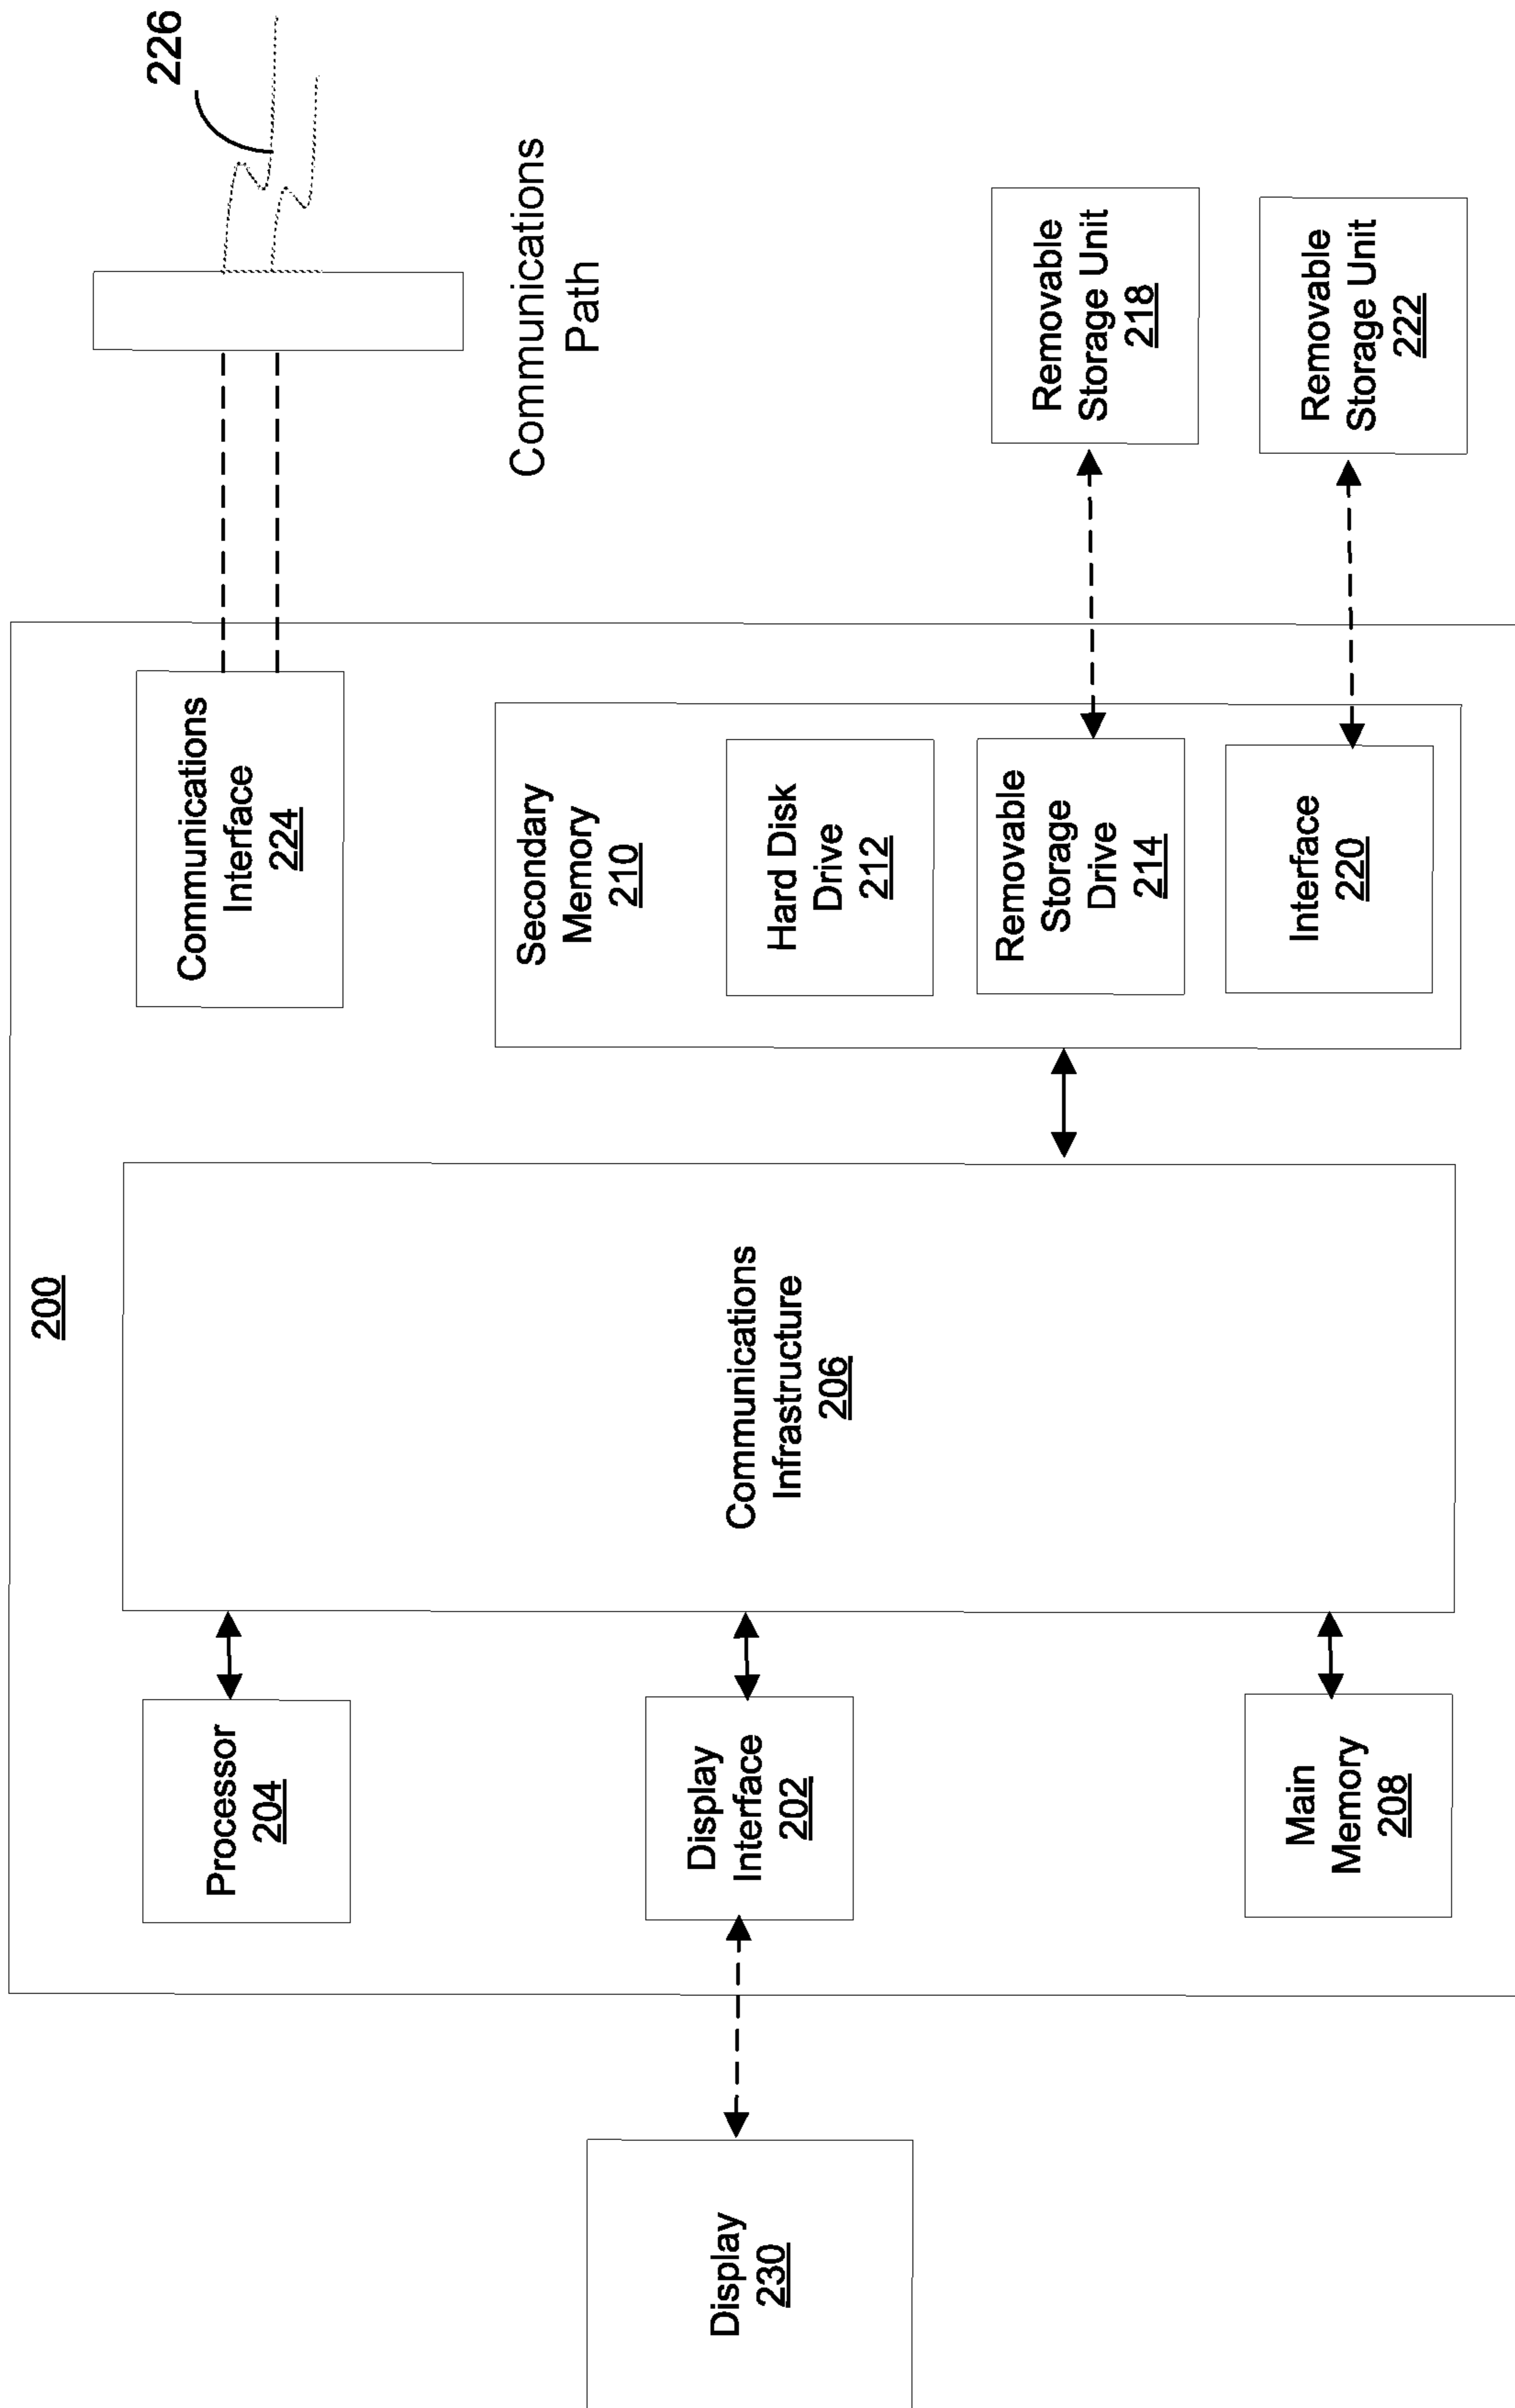 200
Processor
204
Display
Interface
202
Main
Memory
208
Display
230
Communications
Infrastructure
206
Communications
Interface
224
Secondary
Memory
210
Hard Disk
Drive
212
Removable
Storage
Drive
214
Interface
220
226
Communications
Path
Removable
Storage Unit
218
Removable
Storage Unit
222